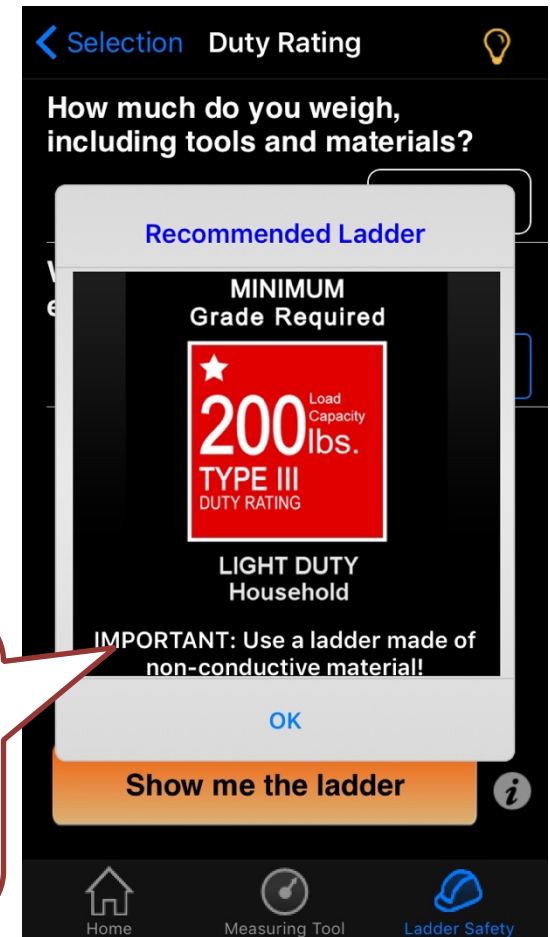 Selection Duty Rating
How much do you weigh,
including tools and materials?
Recommended Ladder
MINIMUM
Grade Required
200 lbs.
Load
Capacity
TYPE III
DUTY RATING
LIGHT DUTY
Household
IMPORTANT: Use a ladder made of
non-conductive material!
OK
Show me the ladder
Home
Measuring Tool
Ladder Safety